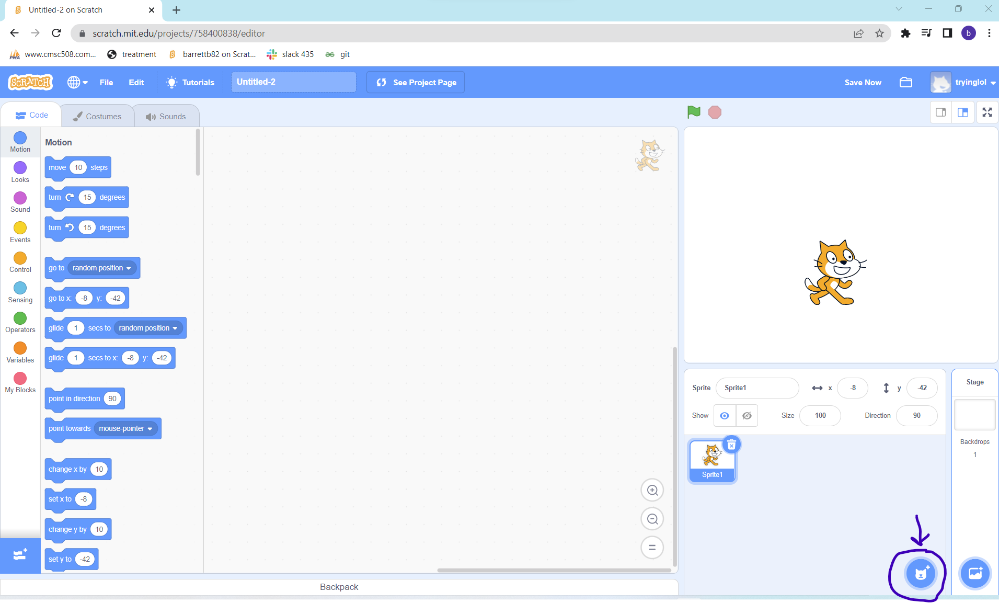 Untitled-2 on Scratch
scratch.mit.edu/projects/758400838/editor
b
www.cmsc508.com... treatment barrettb82 on Scrat... slack 435 git
PMA
SCRATCH File Edit Tutorials Untitled-2 See Project Page Save Now tryinglol
Code Costumes Sounds
Motion
Looks
Sound
Events
Control
Sensing
Operators
Variables
My Blocks
Motion
move 10 steps
turn 15 degrees
turn 15 degrees
go to random position
go to x: -8 y: -42
glide 1 secs to random position
glide 1 secs to x: -8 y: -42
point in direction 90
point towards mouse-pointer
change x by 10
set x to -8
change y by 10
set y to -42
Backpack
Sprite Sprite1 x -8 y -42
Show Size 100 Direction 90
Sprite1
Stage
Backdrops
1